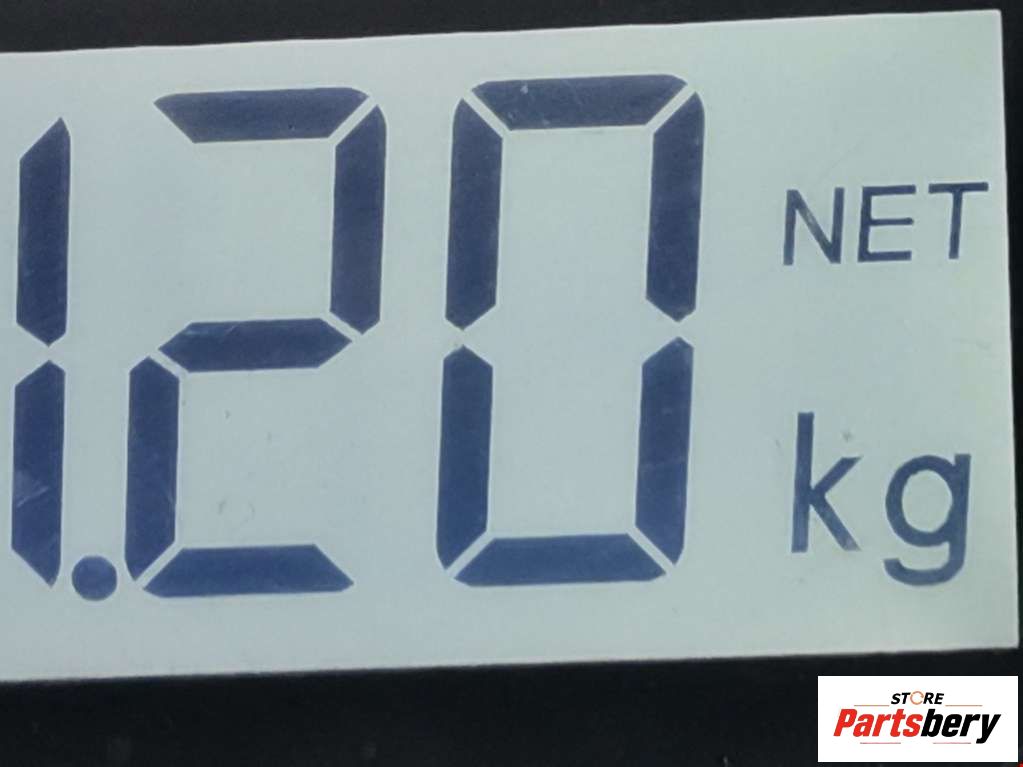 1.20
NET
kg
STORE
Partsbery